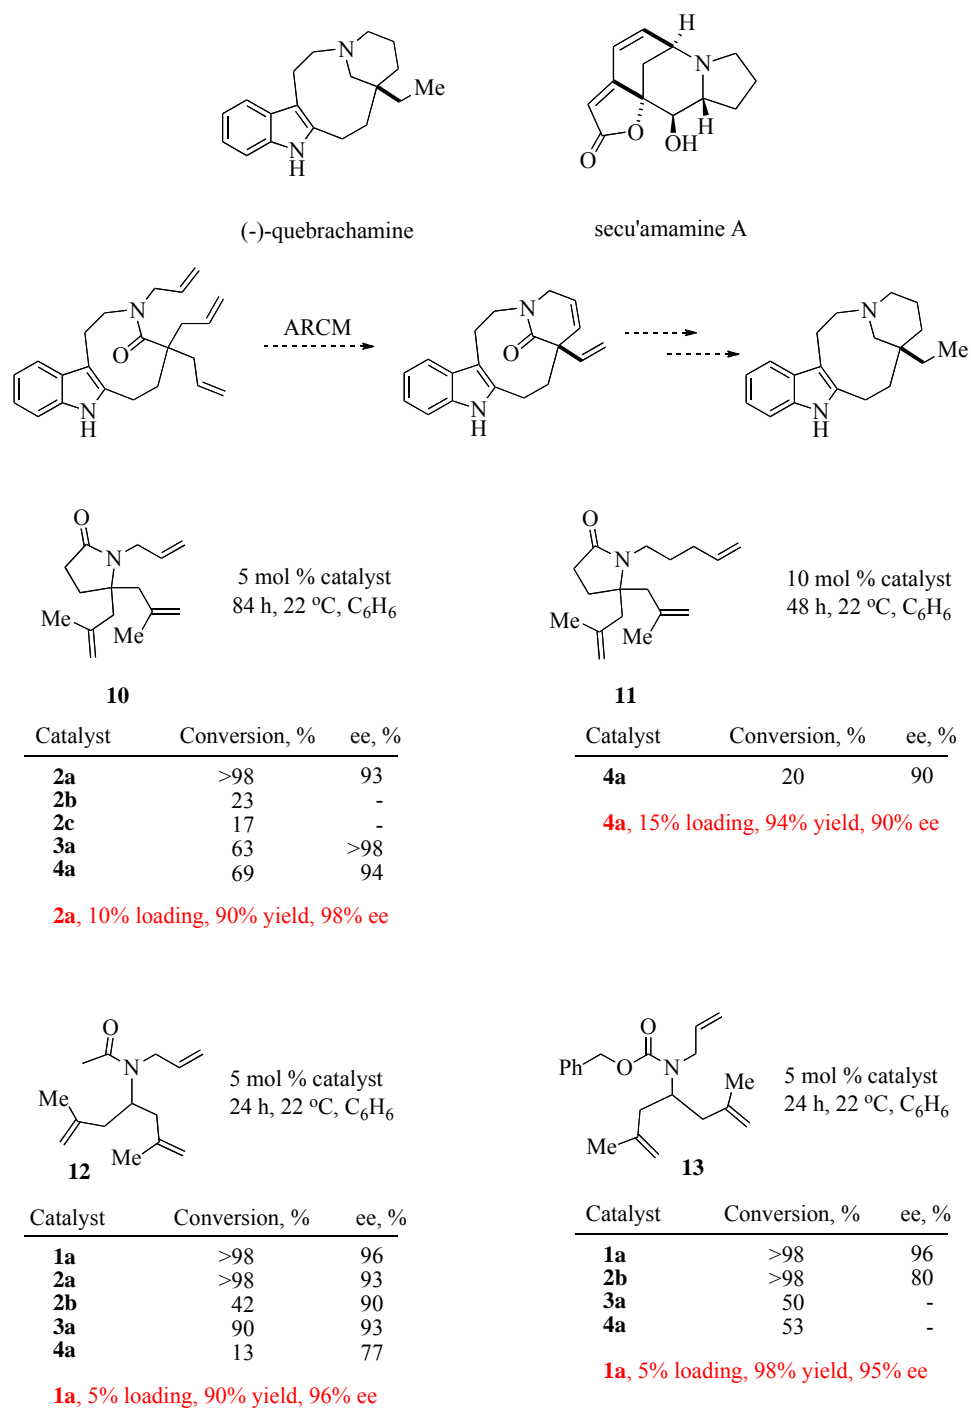 N
Me
N
H
H
N
O
O
OH
H
(-)-quebrachamine
secu'amamine A
N
O
N
H
ARCM
N
O
N
H
N
Me
N
H
O
N
Me
Me
10
5 mol % catalyst
84 h, 22 °C, C6H6
O
N
Me
Me
11
10 mol % catalyst
48 h, 22 °C, C6H6
Catalyst Conversion, % ee, %
2a >98 93
2b 23 -
2c 17 -
3a 63 >98
4a 69 94
2a, 10% loading, 90% yield, 98% ee
Catalyst Conversion, % ee, %
4a 20 90
4a, 15% loading, 94% yield, 90% ee
O
N
Me
Me
12
5 mol % catalyst
24 h, 22 °C, C6H6
O
Ph O N
Me
Me
13
5 mol % catalyst
24 h, 22 °C, C6H6
Catalyst Conversion, % ee, %
1a >98 96
2a >98 93
2b 42 90
3a 90 93
4a 13 77
1a, 5% loading, 90% yield, 96% ee
Catalyst Conversion, % ee, %
1a >98 96
2b >98 80
3a 50 -
4a 53 -
1a, 5% loading, 98% yield, 95% ee